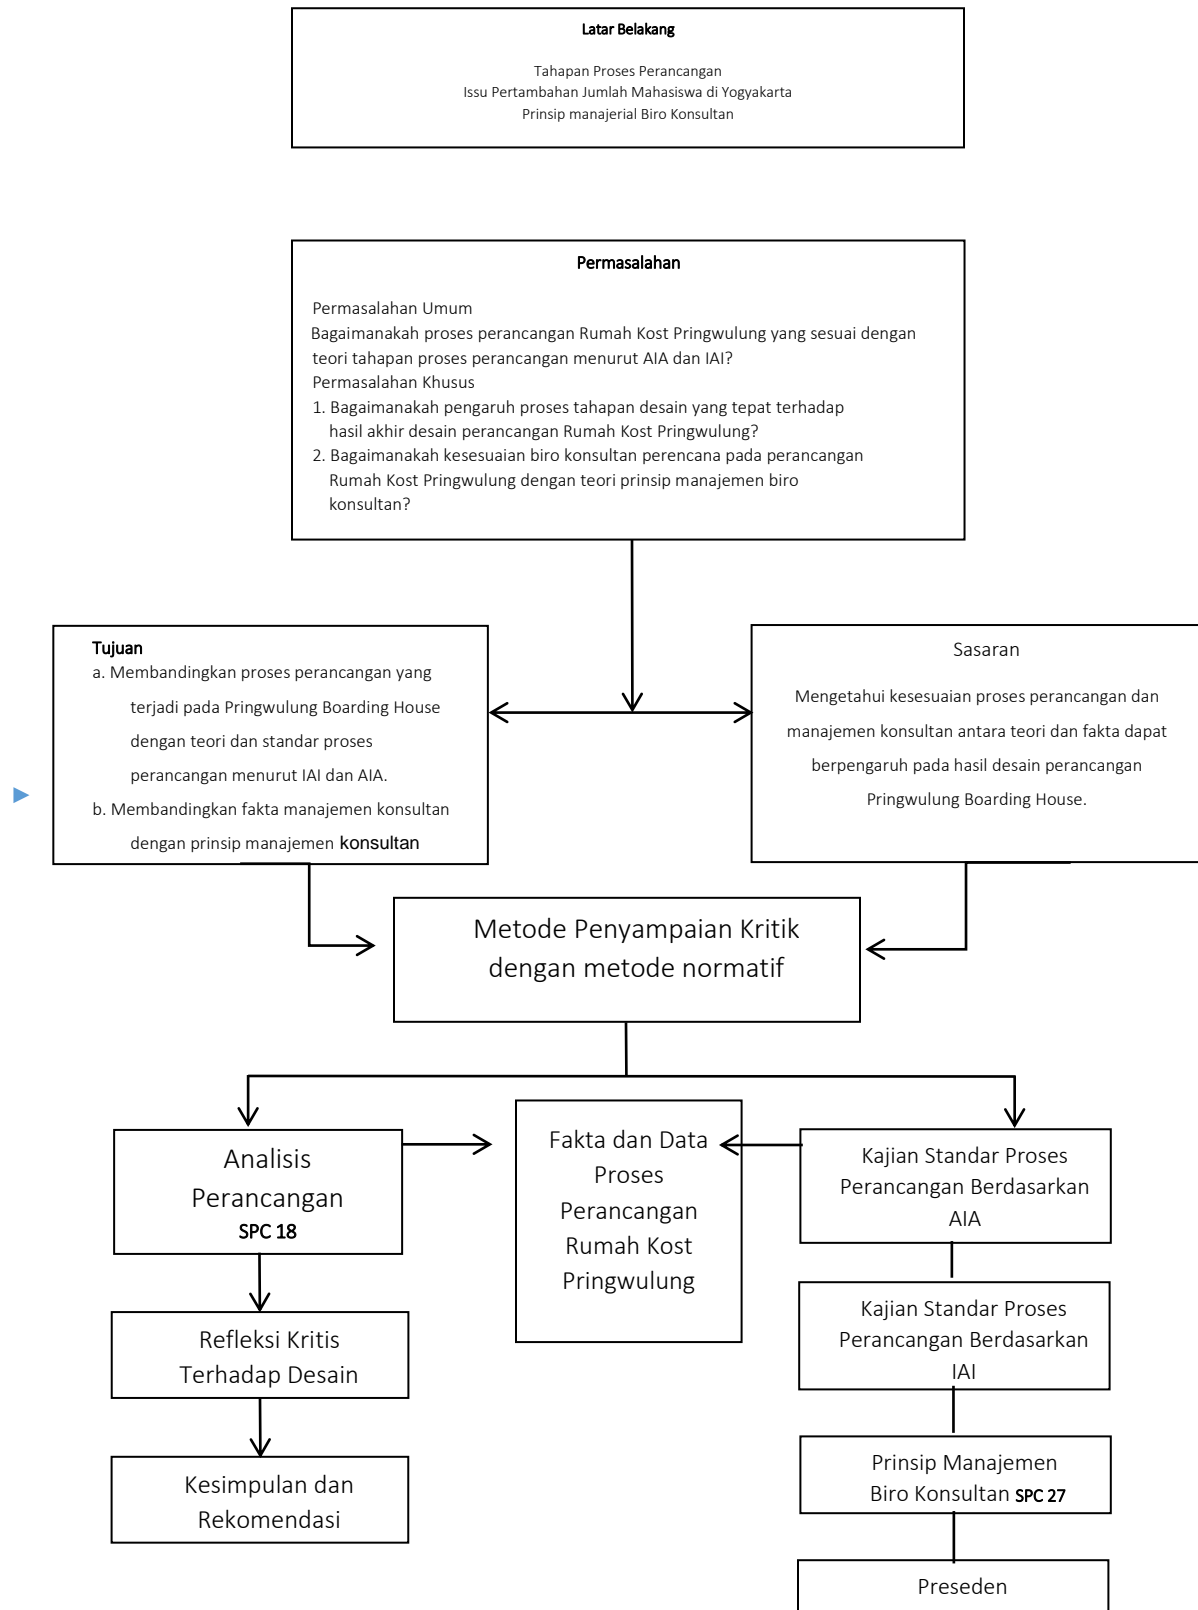 Latar Belakang
Tahapan Proses Perancangan
Issu Pertambahan Jumlah Mahasiswa di Yogyakarta
Prinsip manajerial Biro Konsultan
Permasalahan
Permasalahan Umum
Bagaimanakah proses perancangan Rumah Kost Pringwulung yang sesuai dengan
teori tahapan proses perancangan menurut AIA dan IAI?
Permasalahan Khusus
1. Bagaimanakah pengaruh proses tahapan desain yang tepat terhadap
hasil akhir desain perancangan Rumah Kost Pringwulung?
2. Bagaimanakah kesesuaian biro konsultan perencana pada perancangan
Rumah Kost Pringwulung dengan teori prinsip manajemen biro
konsultan?
Tujuan
a. Membandingkan proses perancangan yang
terjadi pada Pringwulung Boarding House
dengan teori dan standar proses
perancangan menurut IAI dan AIA.
b. Membandingkan fakta manajemen konsultan
dengan prinsip manajemen konsultan
Sasaran
Mengetahui kesesuaian proses perancangan dan
manajemen konsultan antara teori dan fakta dapat
berpengaruh pada hasil desain perancangan
Pringwulung Boarding House.
Metode Penyampaian Kritik
dengan metode normatif
Analisis
Perancangan
SPC 18
Fakta dan Data
Proses
Perancangan
Rumah Kost
Pringwulung
Kajian Standar Proses
Perancangan Berdasarkan
AIA
Refleksi Kritis
Terhadap Desain
Kajian Standar Proses
Perancangan Berdasarkan
IAI
Kesimpulan dan
Rekomendasi
Prinsip Manajemen
Biro Konsultan SPC 27
Preseden